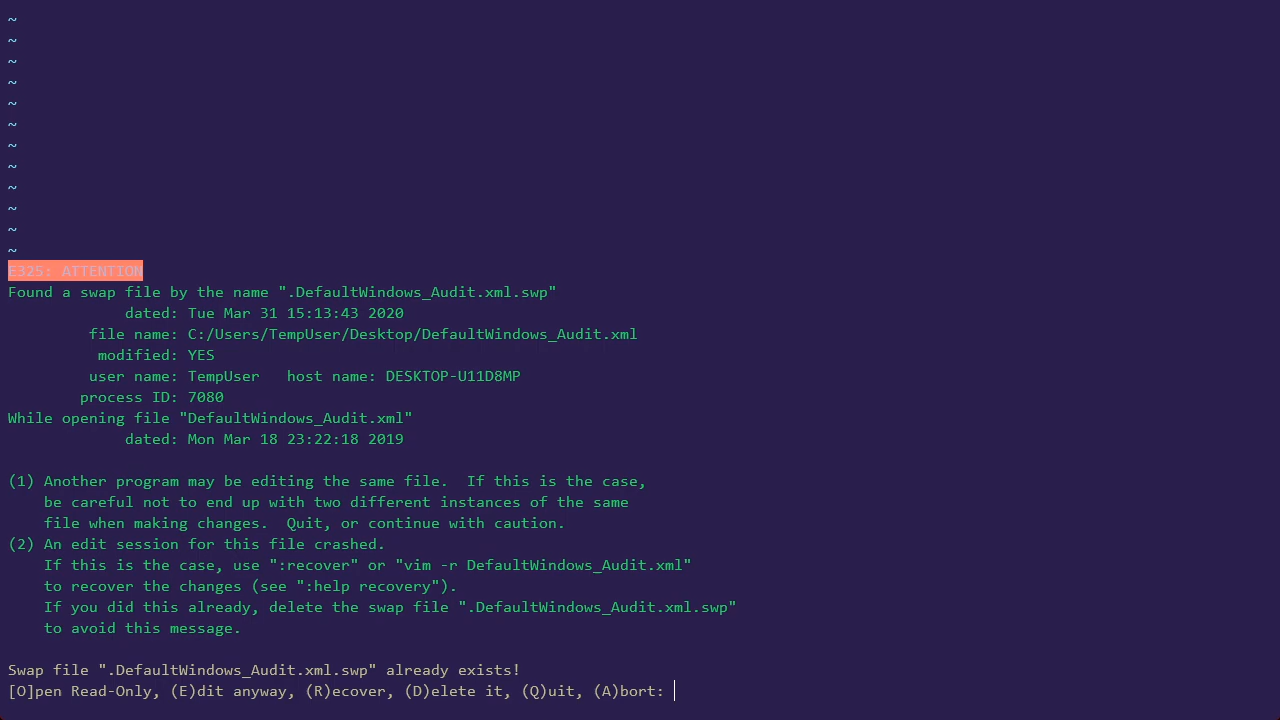 ~
~
~
~
~
~
~
~
~
~
~
~
E325: ATTENTION
Found a swap file by the name ".DefaultWindows_Audit.xml.swp"
             dated: Tue Mar 31 15:13:43 2020
         file name: C:/Users/TempUser/Desktop/DefaultWindows_Audit.xml
          modified: YES
         user name: TempUser   host name: DESKTOP-U11D8MP
        process ID: 7080
While opening file "DefaultWindows_Audit.xml"
             dated: Mon Mar 18 23:22:18 2019

(1) Another program may be editing the same file.  If this is the case,
    be careful not to end up with two different instances of the same
    file when making changes.  Quit, or continue with caution.
(2) An edit session for this file crashed.
    If this is the case, use ":recover" or "vim -r DefaultWindows_Audit.xml"
    to recover the changes (see ":help recovery").
    If you did this already, delete the swap file ".DefaultWindows_Audit.xml.swp"
    to avoid this message.

Swap file ".DefaultWindows_Audit.xml.swp" already exists!
[O]pen Read-Only, (E)dit anyway, (R)ecover, (D)elete it, (Q)uit, (A)bort: